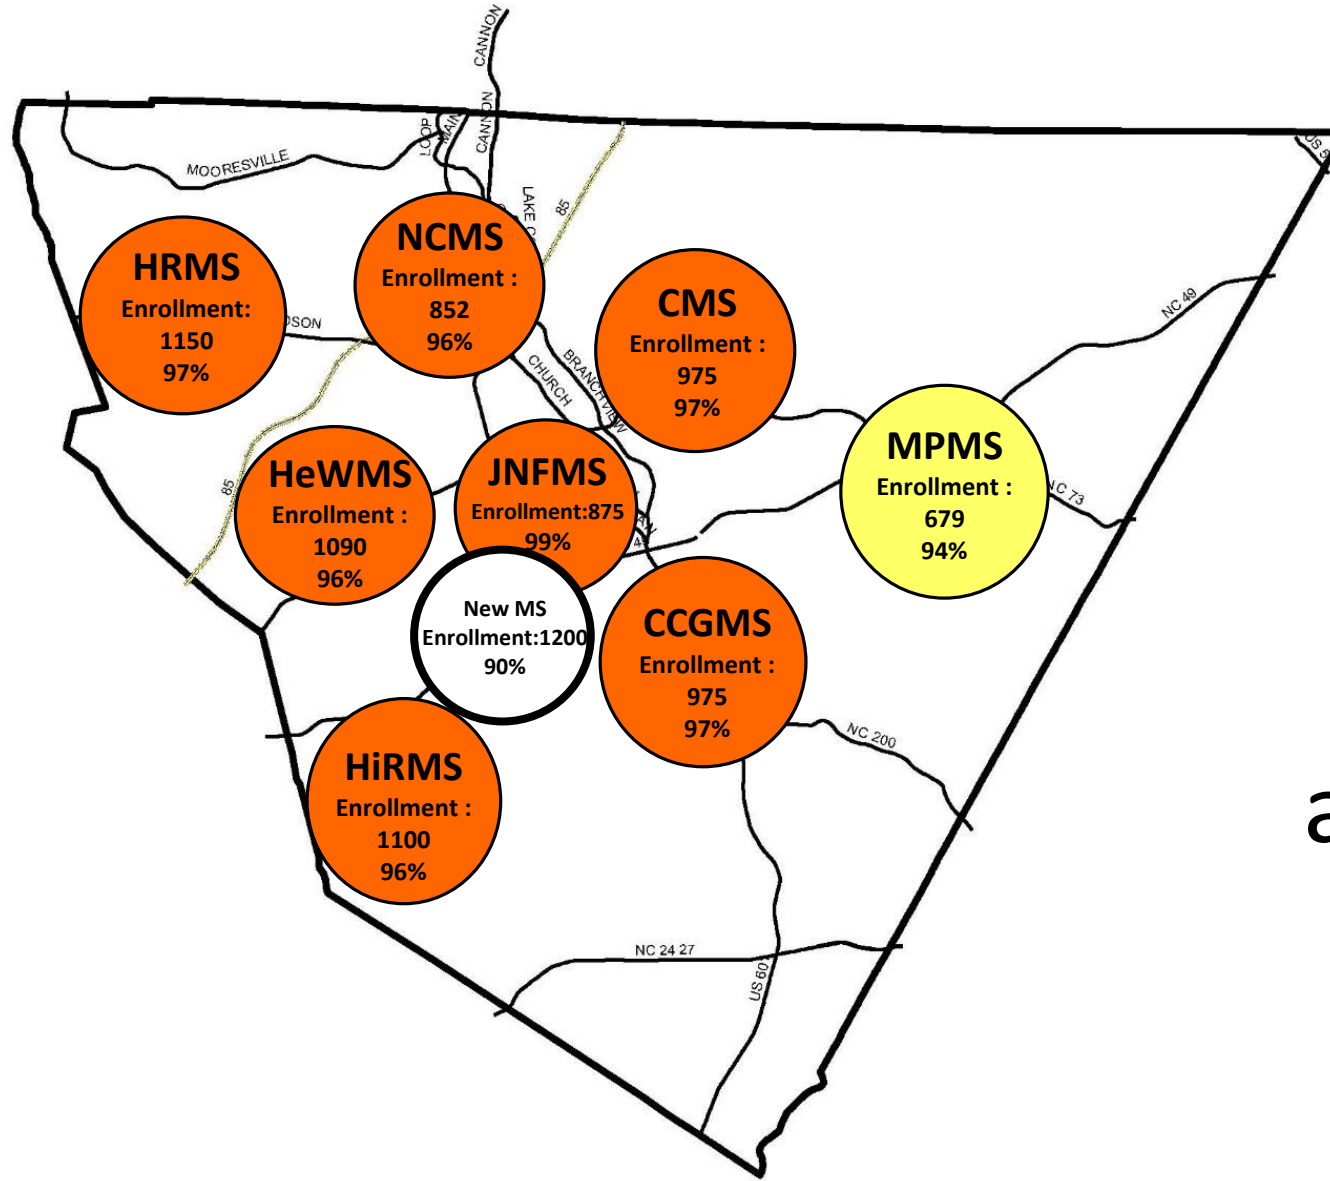 CANNON
CANNON
LOOP
MAIN
MOORESVILLE
LAKE
85
US
HRMS
Enrollment:
1150
97%
NCMS
Enrollment :
852
96%
CMS
Enrollment :
975
97%
NC 49
CHURCH
BRANCHVIEW
HeWMS
Enrollment :
1090
96%
85
JNFMS
Enrollment:875
99%
MPMS
Enrollment :
679
94%
NC 73
New MS
Enrollment:1200
90%
CCGMS
Enrollment :
975
97%
NC 200
HiRMS
Enrollment :
1100
96%
a
NC 24 27
US 601